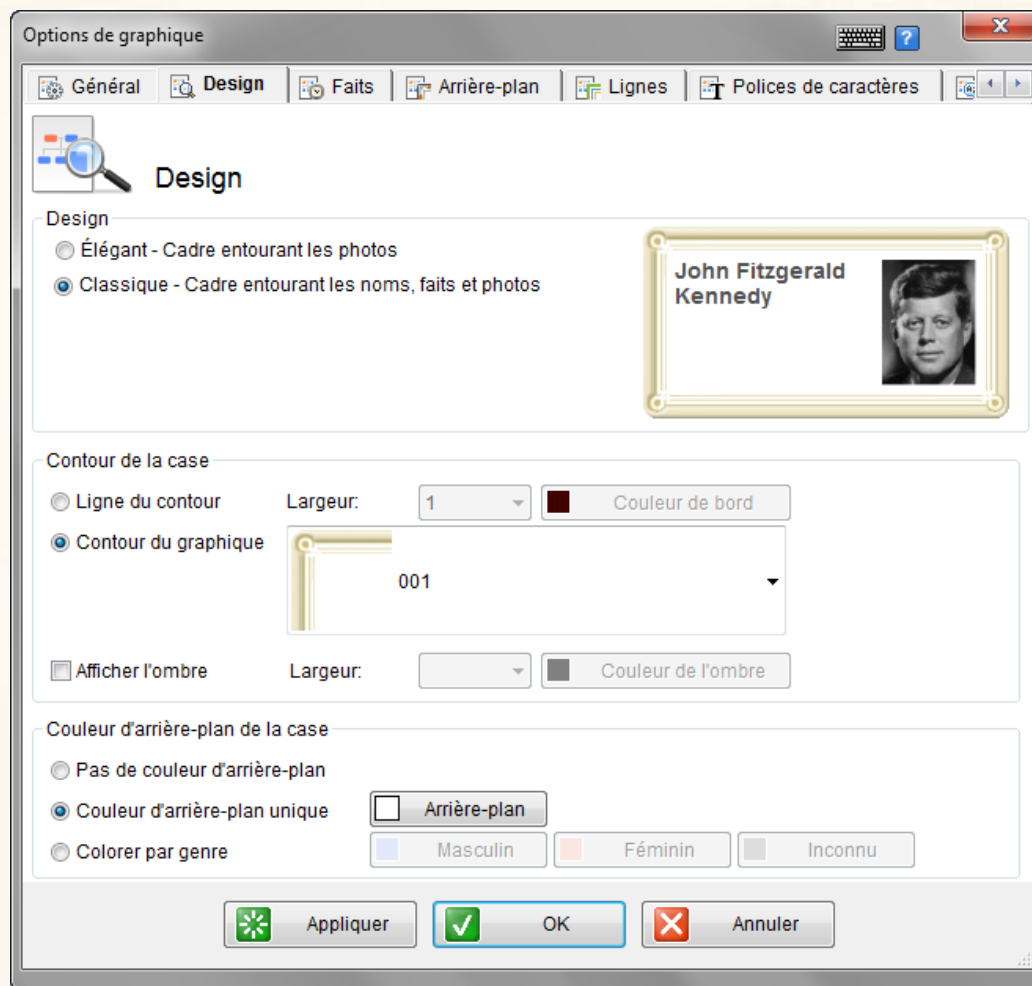 Options de graphique
?
Général Design Faits Arrière-plan Lignes Polices de caractères
Design
Design
Élégant - Cadre entourant les photos
Classique - Cadre entourant les noms, faits et photos
John Fitzgerald
Kennedy
Contour de la case
Ligne du contour Largeur: 1 Couleur de bord
Contour du graphique
001
Afficher l'ombre Largeur: Couleur de l'ombre
Couleur d'arrière-plan de la case
Pas de couleur d'arrière-plan
Couleur d'arrière-plan unique Arrière-plan
Colorer par genre Masculin Féminin Inconnu
Appliquer OK Annuler